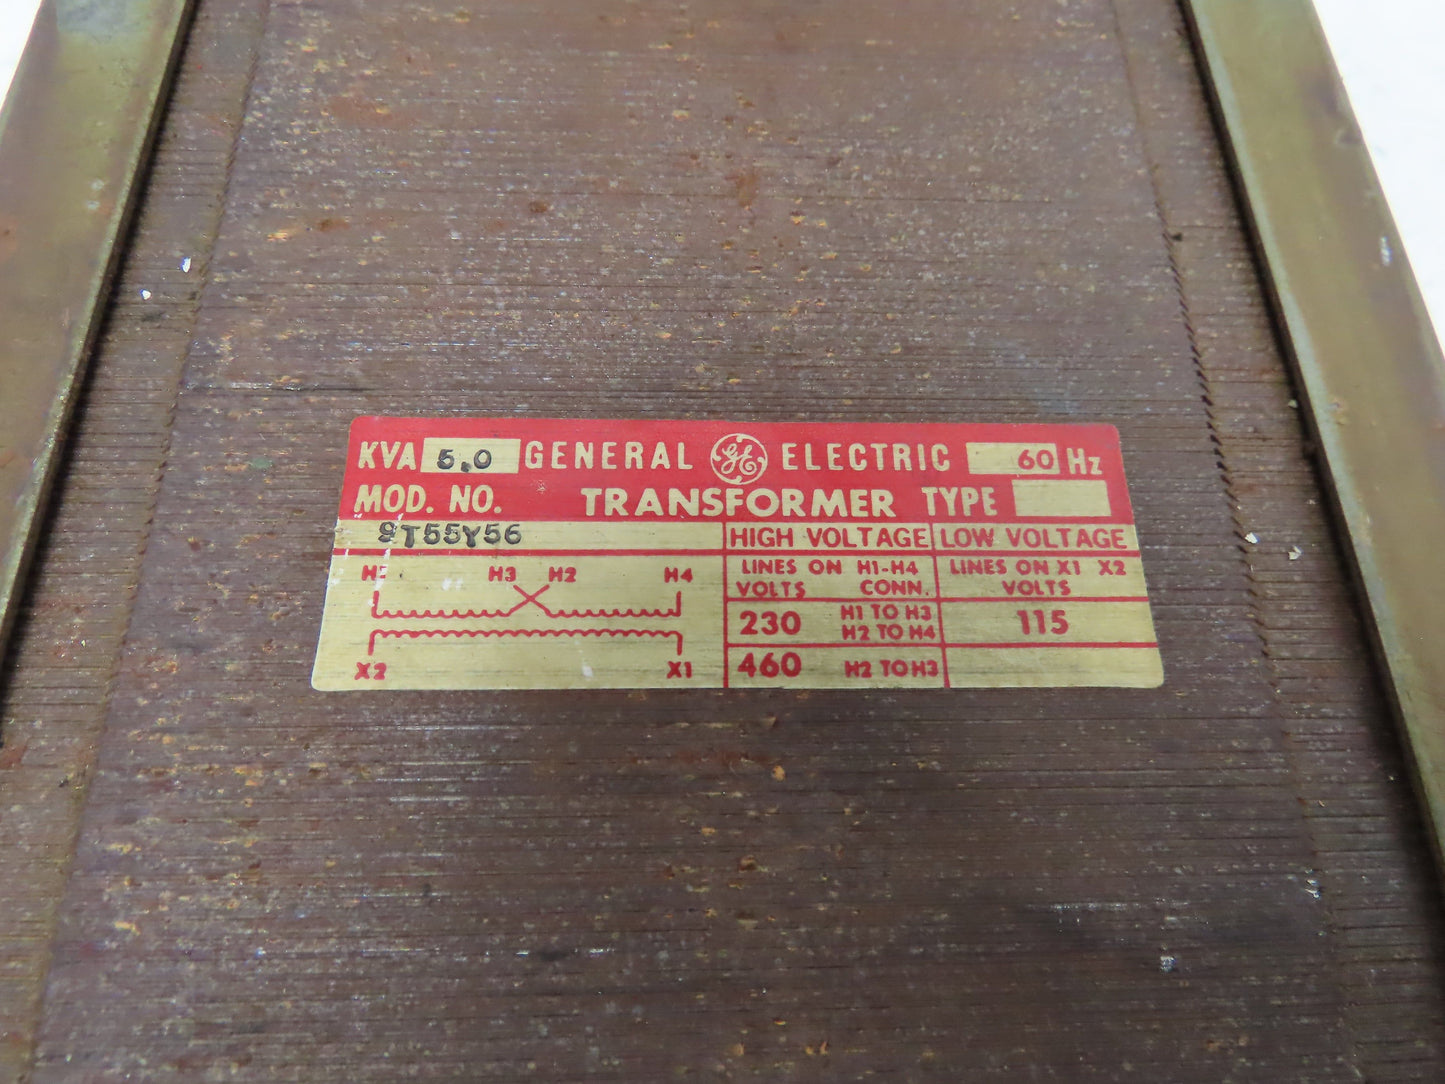 KVA 5.0 GENERAL GE ELECTRIC 60 Hz
MOD. NO. TRANSFORMER TYPE
9T55Y56 HIGH VOLTAGE LOW VOLTAGE
LINES ON H1-H4 LINES ON X1 X2
VOLTS CONN. VOLTS
H3 H2 H4
230 H1 TO H3 115
H2 TO H4
460 H2 TO H3
X2 X1